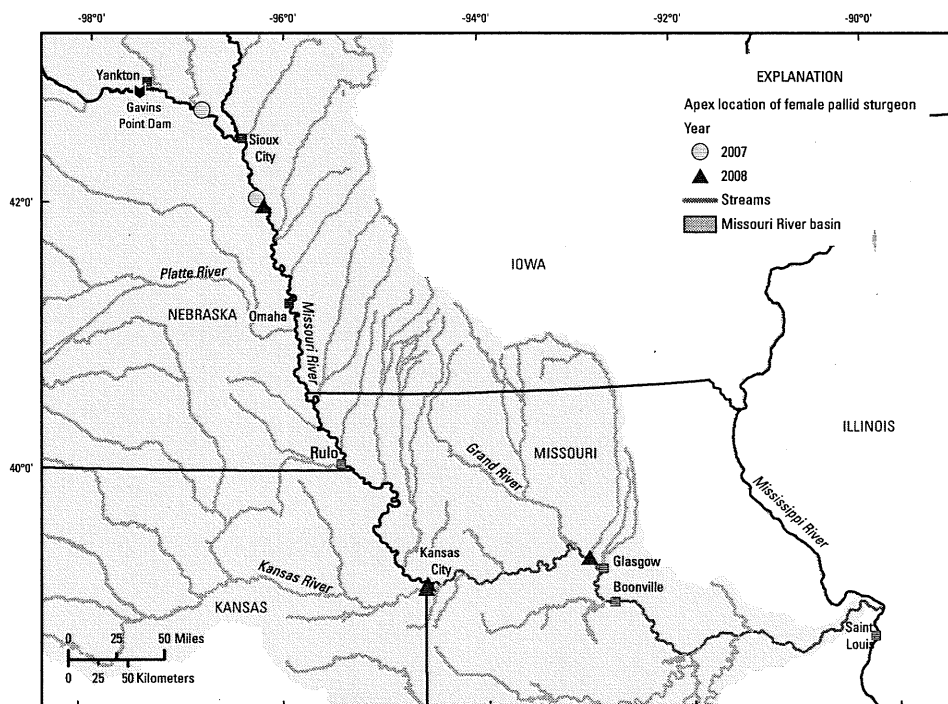 -98°0'
-96°0'
-94°0'
-92°0'
-90°0'
Yankton
Gavins
Point Dam
Sioux
City
EXPLANATION
Apex location of female pallid sturgeon
Year
2007
2008
Streams
Missouri River basin
42°0'
IOWA
Platte River
NEBRASKA
Omaha
Missouri River
ILLINOIS
Rulo
Grand River
MISSOURI
40°0'
Mississippi River
Kansas
City
Glasgow
Kansas River
Boonville
KANSAS
Saint
Louis
0 25 50 Miles
0 25 50 Kilometers